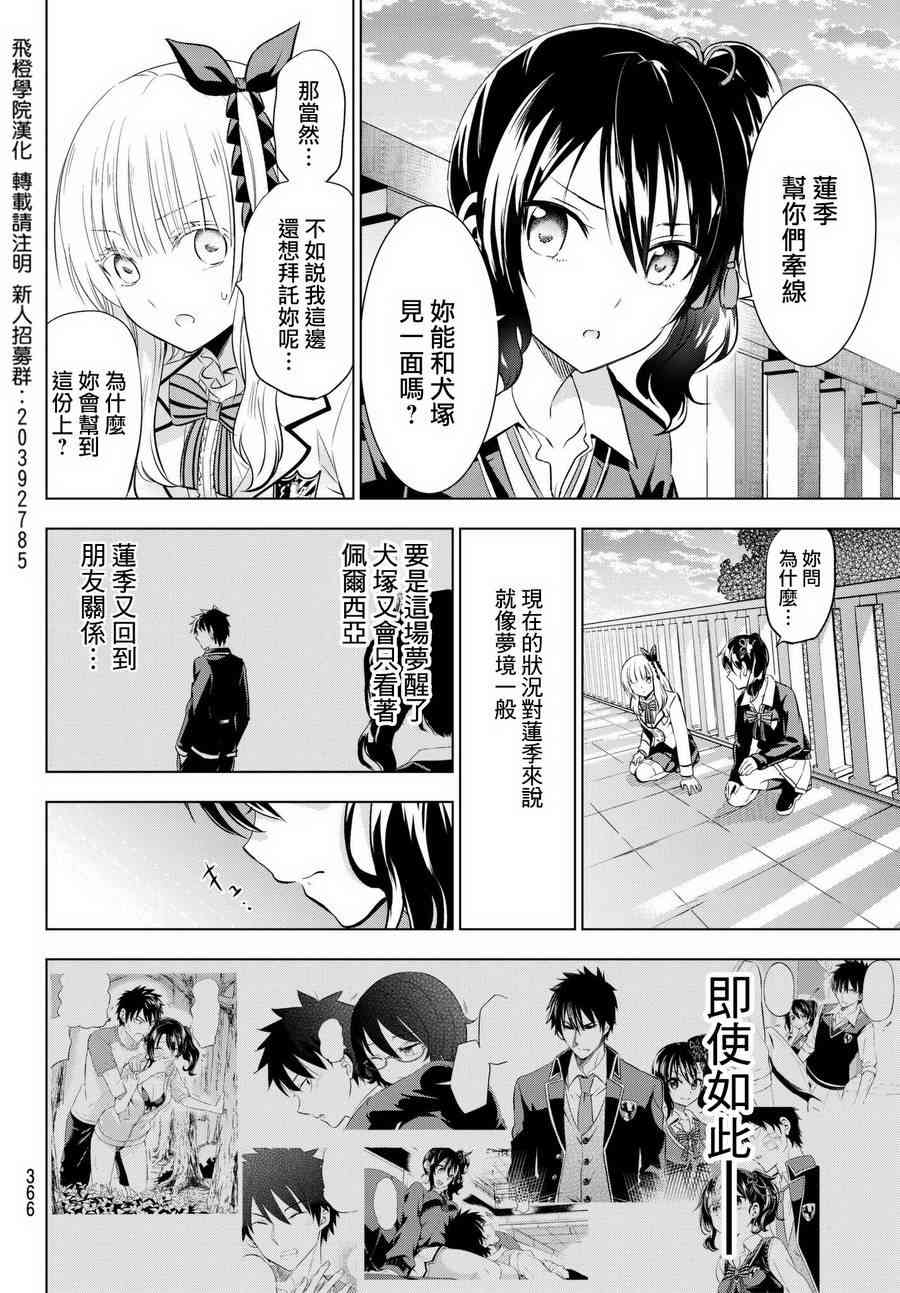 蓮季
幫你們牽線
妳能和犬塚
見一面嗎？
那當然…
不如說我這邊
還想拜託妳呢…
為什麼
妳會幫到
這份上？
妳問
為什麼…
現在的狀況對蓮季來說
就像夢境一般
要是這場夢醒了
犬塚又會只看著
佩爾西亞
蓮季又回到
朋友關係…
キュ…
即使如此──
飛橙學院漢化 轉載請注明 新人招募群：20392785
366